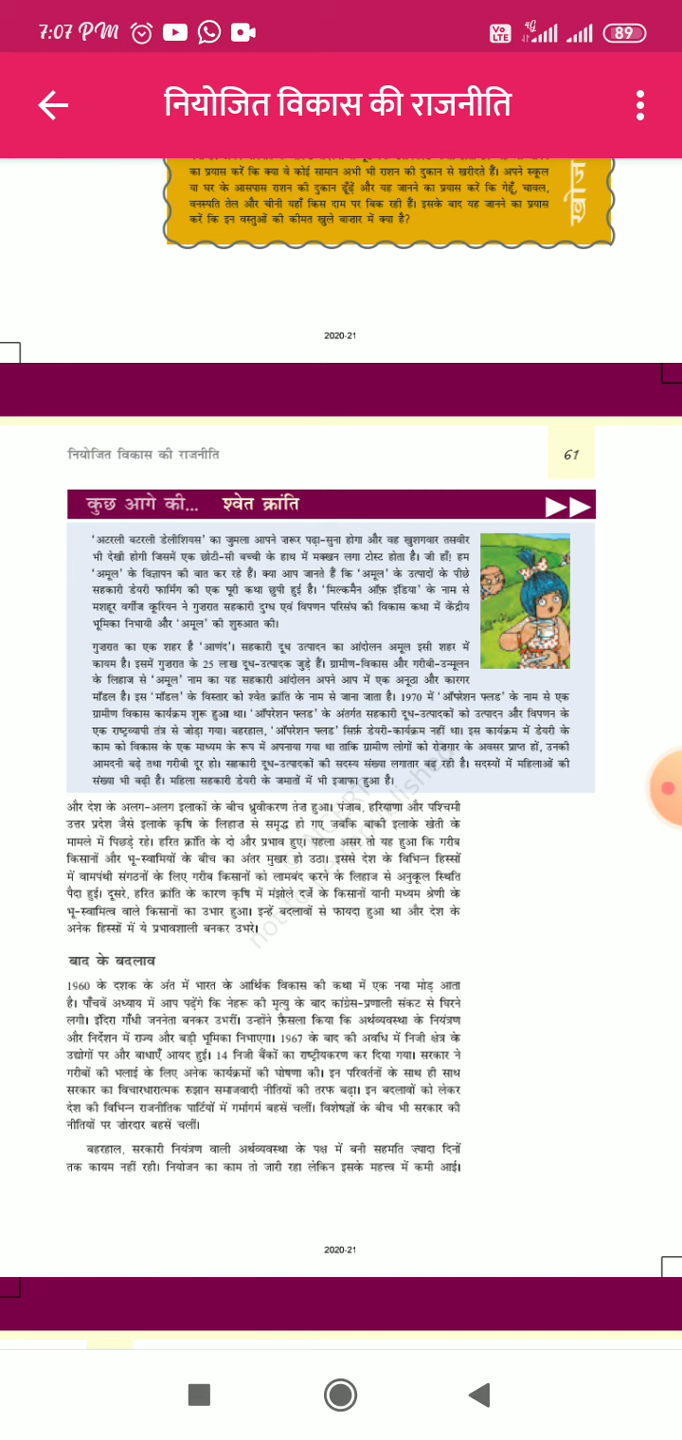 7:07 PM
Vo
LTE
4G
89
नियोजित विकास की राजनीति
का प्रयास करें कि क्या ये कोई सामान अभी भी राशन की दुकान से खरीदते हैं। अपने स्कूल
या घर के आसपास राशन की दुकान ढूँढ़ें और यह जानने का प्रयास करें कि गेहूँ, चावल,
वनस्पति तेल और चीनी यहाँ किस दाम पर बिक रही हैं। इसके बाद यह जानने का प्रयास
करें कि इन वस्तुओं की कीमत खुले बाजार में क्या है?
2020-21
नियोजित विकास की राजनीति
61
कुछ आगे की... श्वेत क्रांति
'अटरली बटरली डेलीशियस' का जुमला आपने ज़रूर पढ़ा-सुना होगा और वह खुशगवार तसवीर
भी देखी होगी जिसमें एक छोटी-सी बच्ची के हाथ में मक्खन लगा टोस्ट होता है। जी हाँ! हम
'अमूल' के विज्ञापन की बात कर रहे हैं। क्या आप जानते हैं कि 'अमूल' के उत्पादों के पीछे
सहकारी डेयरी फार्मिंग की एक पूरी कथा छुपी हुई है। 'मिल्कमैन ऑफ़ इंडिया' के नाम से
मशहूर वर्गीज कूरियन ने गुजरात सहकारी दुग्ध एवं विपणन परिसंघ की विकास कथा में केंद्रीय
भूमिका निभायी और 'अमूल' की शुरुआत की।
गुजरात का एक शहर है 'आणंद'। सहकारी दूध उत्पादन का आंदोलन अमूल इसी शहर में
कायम है। इसमें गुजरात के 25 लाख दूध-उत्पादक जुड़े हैं। ग्रामीण-विकास और गरीबी-उन्मूलन
के लिहाज से 'अमूल' नाम का यह सहकारी आंदोलन अपने आप में एक अनूठा और कारगर
मॉडल है। इस 'मॉडल' के विस्तार को श्वेत क्रांति के नाम से जाना जाता है। 1970 में 'ऑपरेशन फ्लड' के नाम से एक
ग्रामीण विकास कार्यक्रम शुरू हुआ था। 'ऑपरेशन फ्लड' के अंतर्गत सहकारी दूध-उत्पादकों को उत्पादन और विपणन के
एक राष्ट्रव्यापी तंत्र से जोड़ा गया। बहरहाल, 'ऑपरेशन फ्लड' सिर्फ़ डेयरी-कार्यक्रम नहीं था। इस कार्यक्रम में डेयरी के
काम को विकास के एक माध्यम के रूप में अपनाया गया था ताकि ग्रामीण लोगों को रोज़गार के अवसर प्राप्त हों, उनकी
आमदनी बढ़े तथा गरीबी दूर हो। सहकारी दूध-उत्पादकों की सदस्य संख्या लगातार बढ़ रही है। सदस्यों में महिलाओं की
संख्या भी बढ़ी है। महिला सहकारी डेयरी के जमातों में भी इजाफा हुआ है।
और देश के अलग-अलग इलाकों के बीच ध्रुवीकरण तेज हुआ। पंजाब, हरियाणा और पश्चिमी
उत्तर प्रदेश जैसे इलाके कृषि के लिहाज से समृद्ध हो गए जबकि बाकी इलाके खेती के
मामले में पिछड़े रहे। हरित क्रांति के दो और प्रभाव हुए। पहला असर तो यह हुआ कि गरीब
किसानों और भू-स्वामियों के बीच का अंतर मुखर हो उठा। इससे देश के विभिन्न हिस्सों
में वामपंथी संगठनों के लिए गरीब किसानों को लामबंद करने के लिहाज से अनुकूल स्थिति
पैदा हुई। दूसरे, हरित क्रांति के कारण कृषि में मंझोले दर्जे के किसानों यानी मध्यम श्रेणी के
भू-स्वामित्व वाले किसानों का उभार हुआ। इन्हें बदलावों से फायदा हुआ था और देश के
अनेक हिस्सों में ये प्रभावशाली बनकर उभरे।
बाद के बदलाव
1960 के दशक के अंत में भारत के आर्थिक विकास की कथा में एक नया मोड़ आता
है। पाँचवें अध्याय में आप पढ़ेंगे कि नेहरू की मृत्यु के बाद कांग्रेस-प्रणाली संकट से घिरने
लगी। इंदिरा गाँधी जननेता बनकर उभरीं। उन्होंने फ़ैसला किया कि अर्थव्यवस्था के नियंत्रण
और निर्देशन में राज्य और बड़ी भूमिका निभाएगा। 1967 के बाद की अवधि में निजी क्षेत्र के
उद्योगों पर और बाधाएँ आयद हुईं। 14 निजी बैंकों का राष्ट्रीयकरण कर दिया गया। सरकार ने
गरीबों की भलाई के लिए अनेक कार्यक्रमों की घोषणा की। इन परिवर्तनों के साथ ही साथ
सरकार का विचारधारात्मक रुझान समाजवादी नीतियों की तरफ बढ़ा। इन बदलावों को लेकर
देश की विभिन्न राजनीतिक पार्टियों में गर्मागर्म बहसें चलीं। विशेषज्ञों के बीच भी सरकार की
नीतियों पर ज़ोरदार बहसें चलीं।
बहरहाल, सरकारी नियंत्रण वाली अर्थव्यवस्था के पक्ष में बनी सहमति ज्यादा दिनों
तक कायम नहीं रही। नियोजन का काम तो जारी रहा लेकिन इसके महत्त्व में कमी आई।
2020-21